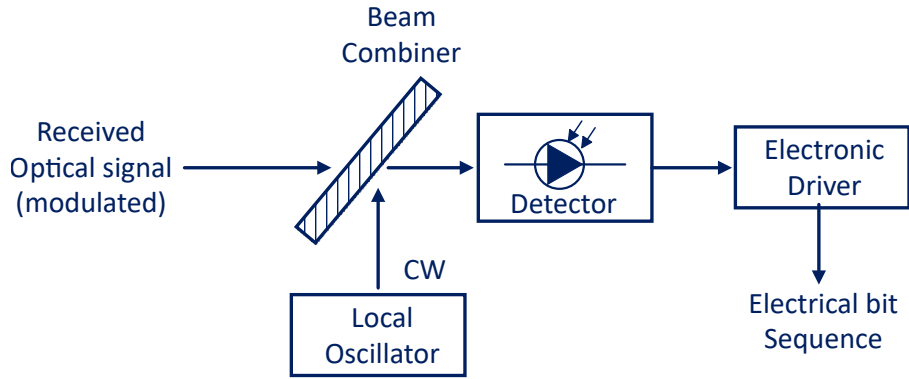 Beam
Combiner
Received
Optical signal
(modulated)
Detector
Electronic
Driver
CW
Local
Oscillator
Electrical bit
Sequence